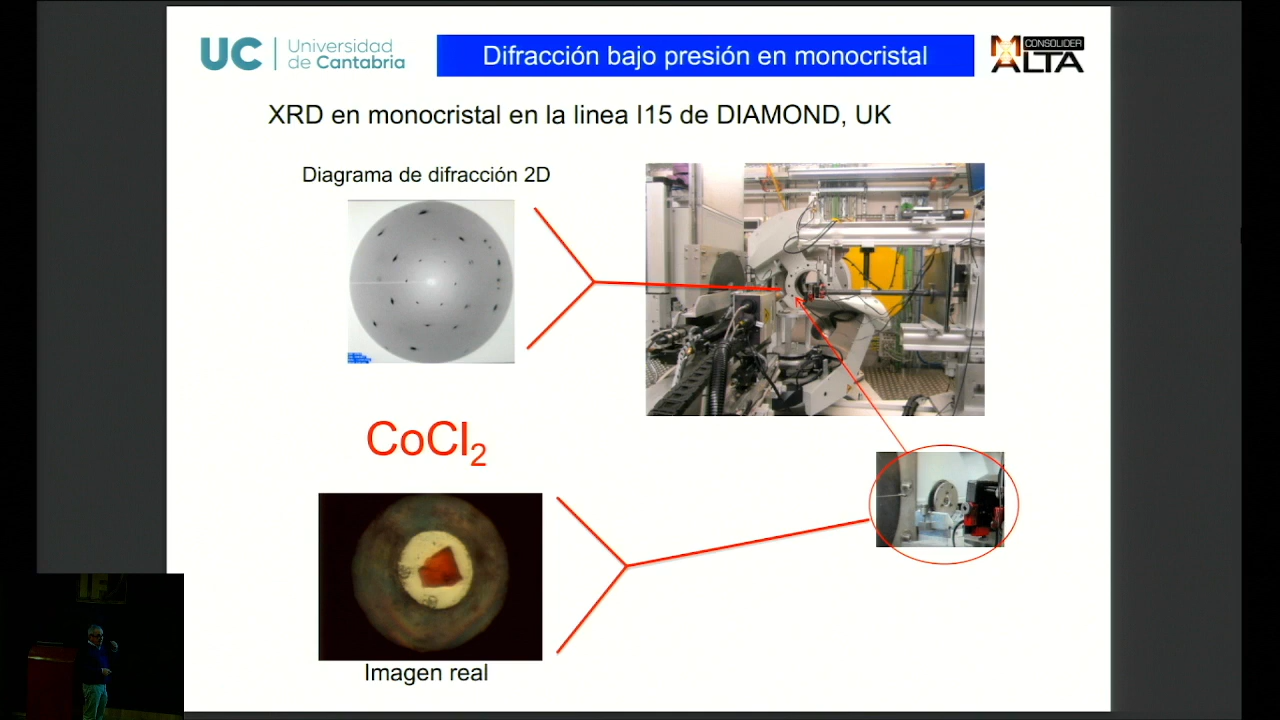 UC Universidad de Cantabria
Difracción bajo presión en monocristal
CONSOLIDER
MALTA
XRD en monocristal en la linea I15 de DIAMOND, UK
Diagrama de difracción 2D
CoCl₂
Imagen real